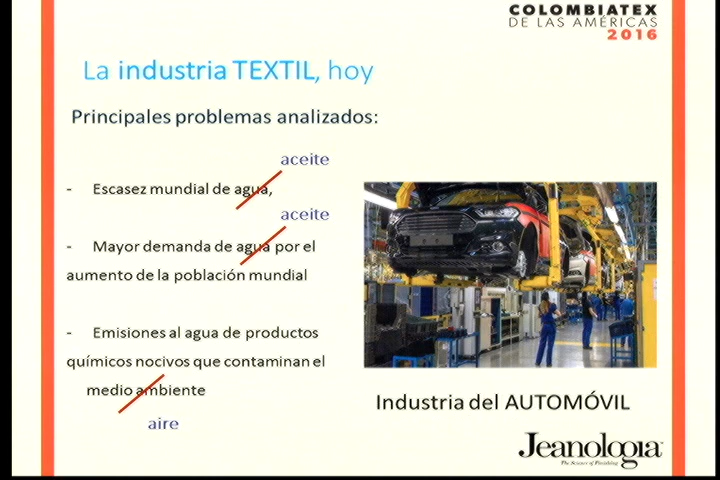 COLOMBIATEX
DE LAS AMÉRICAS
2016
La industria TEXTIL, hoy
Principales problemas analizados:
aceite
- Escasez mundial de agua,
aceite
- Mayor demanda de agua por el
aumento de la población mundial
- Emisiones al agua de productos
químicos nocivos que contaminan el
medio ambiente
aire
Industria del AUTOMÓVIL
Jeanologia
The Science of Finishing